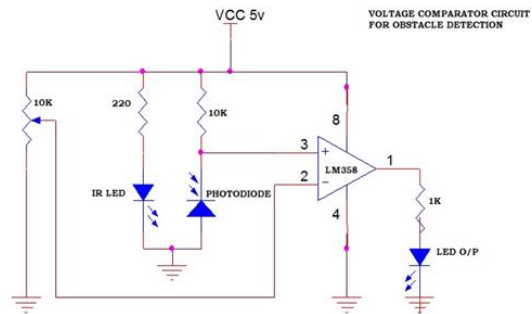 VCC 5v
VOLTAGE COMPARATOR CIRCUIT
FOR OBSTACLE DETECTION
10K
220
10K
8
3
+
1
2
-
LM358
IR LED
PHOTODIODE
4
1K
LED O/P